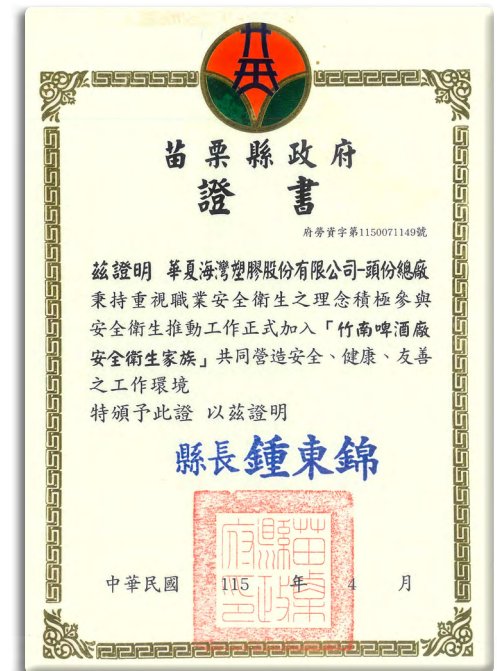 苗栗縣政府
證書
府勞資字第1150071149號
茲證明 華夏海灣塑膠股份有限公司-頭份總廠
秉持重視職業安全衛生之理念積極參與
安全衛生推動工作正式加入「竹南啤酒廠
安全衛生家族」共同營造安全、健康、友善
之工作環境
特頒予此證 以茲證明
縣長鍾東錦
苗栗縣政府印
中華民國 115 年 4 月